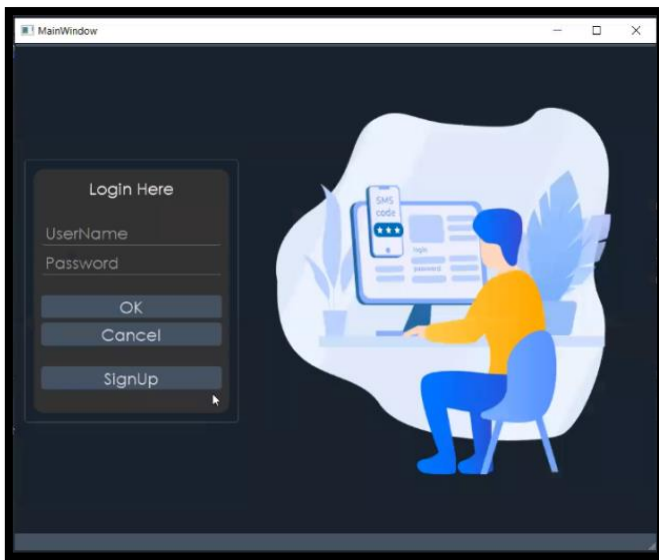 MainWindow
Login Here
UserName
Password
OK
Cancel
SignUp
SMS
code
***
login
password